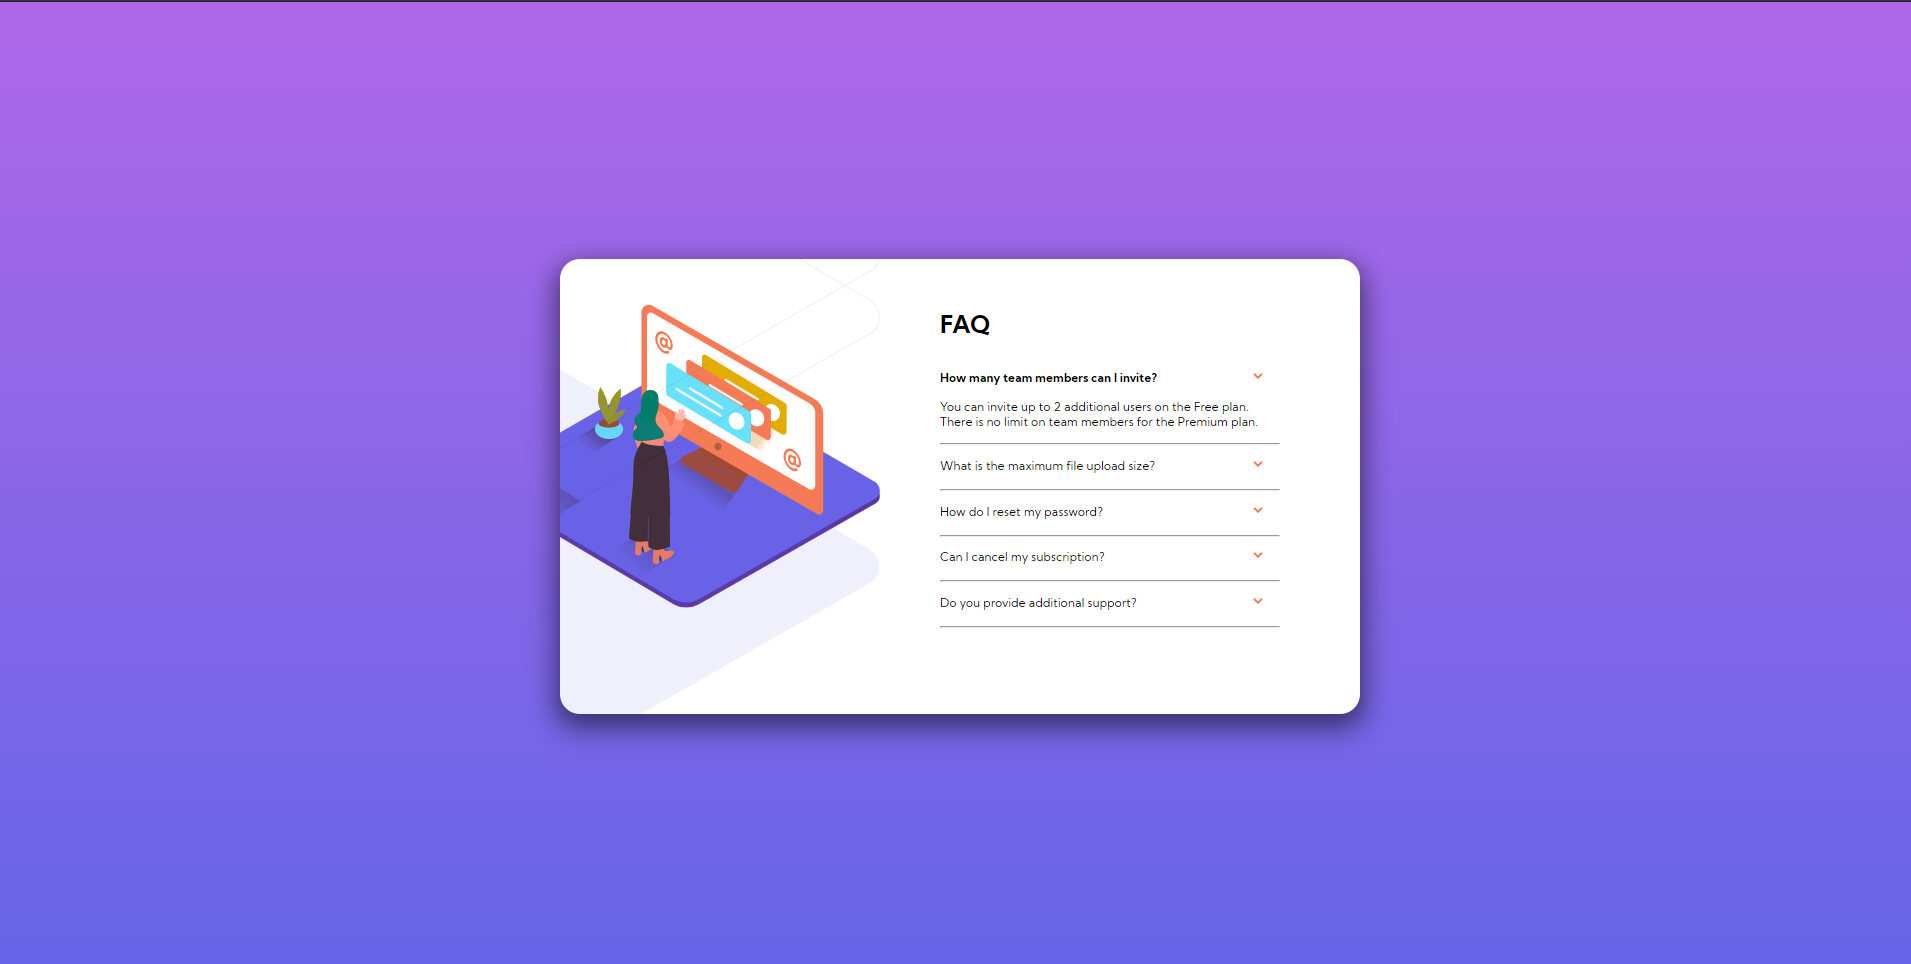 FAQ
How many team members can I invite?
You can invite up to 2 additional users on the Free plan.
There is no limit on team members for the Premium plan.
What is the maximum file upload size?
How do I reset my password?
Can I cancel my subscription?
Do you provide additional support?
@
@